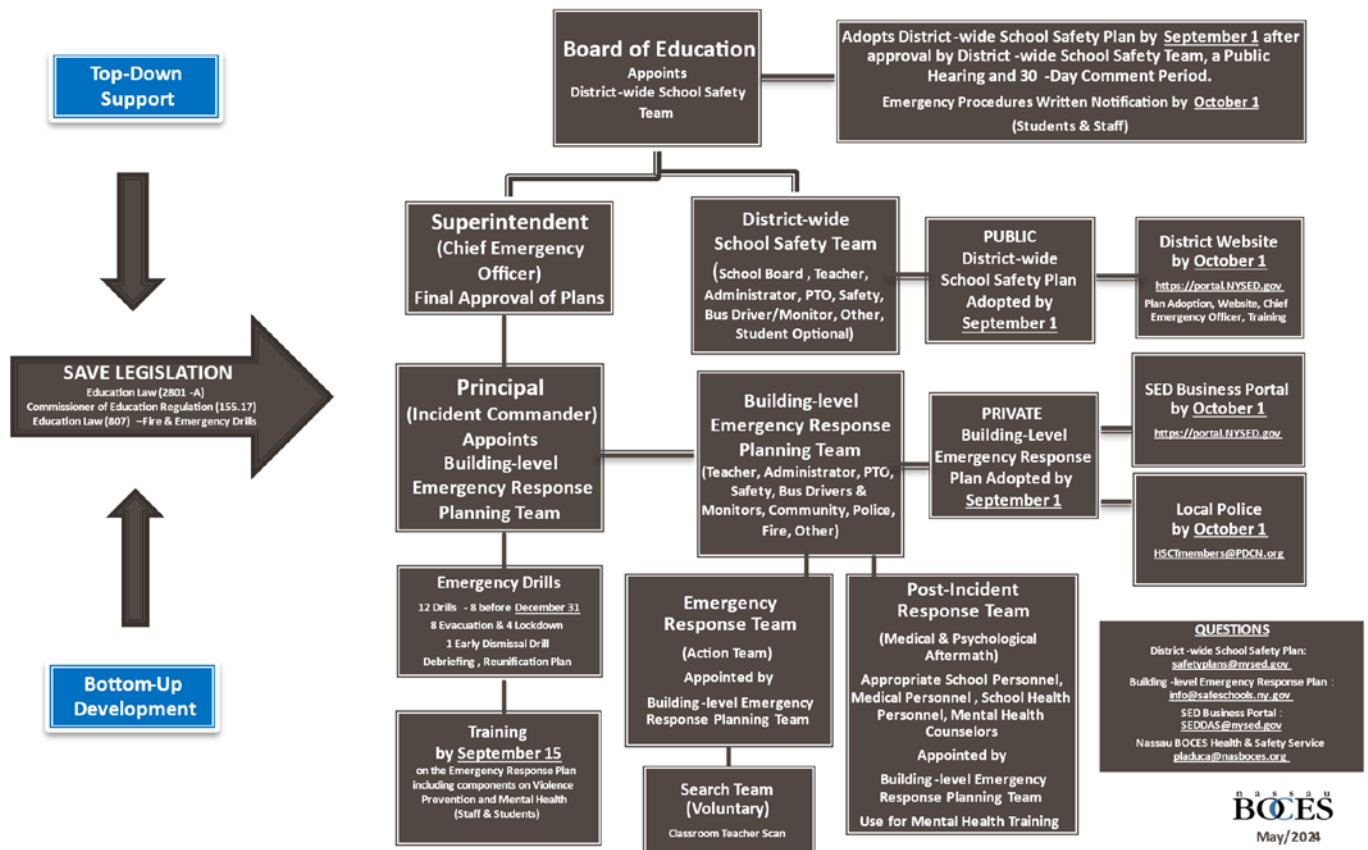 Top-Down
Support
Board of Education
Appoints
District-wide School Safety
Team
Adopts District-wide School Safety Plan by September 1 after
approval by District-wide School Safety Team, a Public
Hearing and 30 -Day Comment Period.
Emergency Procedures Written Notification by October 1
(Students & Staff)
Superintendent
(Chief Emergency
Officer)
Final Approval of Plans
District-wide
School Safety Team
(School Board , Teacher,
Administrator, PTO, Safety,
Bus Driver/Monitor, Other,
Student Optional)
PUBLIC
District-wide
School Safety Plan
Adopted by
September 1
District Website
by October 1
https://portal.NYSED.gov
Plan Adoption, Website, Chief
Emergency Officer, Training
SAVE LEGISLATION
Education Law (2801 -A)
Commissioner of Education Regulation (155.17)
Education Law (807) –Fire & Emergency Drills
Principal
(Incident Commander)
Appoints
Building-level
Emergency Response
Planning Team
Building-level
Emergency Response
Planning Team
(Teacher, Administrator, PTO,
Safety, Bus Drivers &
Monitors, Community, Police,
Fire, Other)
PRIVATE
Building-Level
Emergency Response
Plan Adopted by
September 1
SED Business Portal
by October 1
https://portal.NYSED.gov
Local Police
by October 1
HSCTmembers@PDCN.org
Bottom-Up
Development
Emergency Drills
12 Drills - 8 before December 31
8 Evacuation & 4 Lockdown
1 Early Dismissal Drill
Debriefing , Reunification Plan
Training
by September 15
on the Emergency Response Plan
including components on Violence
Prevention and Mental Health
(Staff & Students)
Emergency
Response Team
(Action Team)
Appointed by
Building-level Emergency
Response Planning Team
Search Team
(Voluntary)
Classroom Teacher Scan
Post-Incident
Response Team
(Medical & Psychological
Aftermath)
Appropriate School Personnel,
Medical Personnel , School Health
Personnel, Mental Health
Counselors
Appointed by
Building -level Emergency
Response Planning Team
Use for Mental Health Training
QUESTIONS
District -wide School Safety Plan:
safetyplans@nysed.gov
Building -level Emergency Response Plan :
info@safeschools.ny.gov
SED Business Portal :
SEDDAS@nysed.gov
Nassau BOCES Health & Safety Service
pladuca@nasboces.org
nassau
BOCES
May/2024